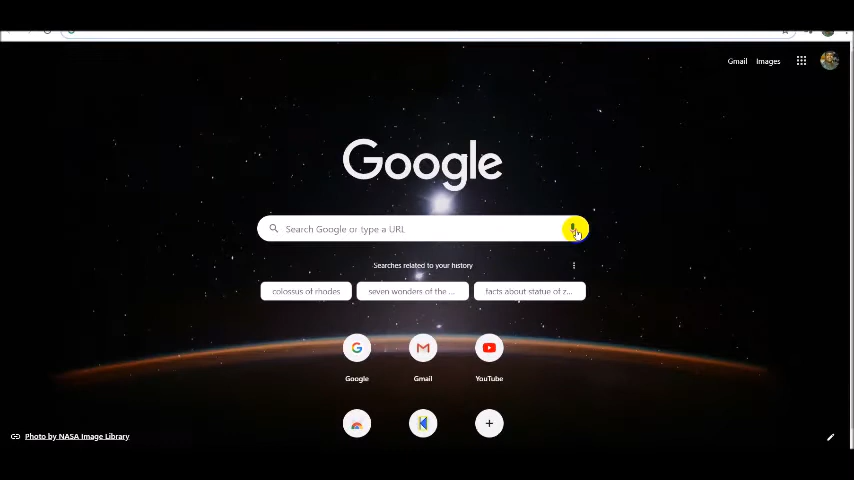 Gmail Images
Google
Search Google or type a URL
Searches related to your history
colossus of rhodes seven wonders of the ... facts about statue of z...
Google Gmail YouTube
Photo by NASA Image Library